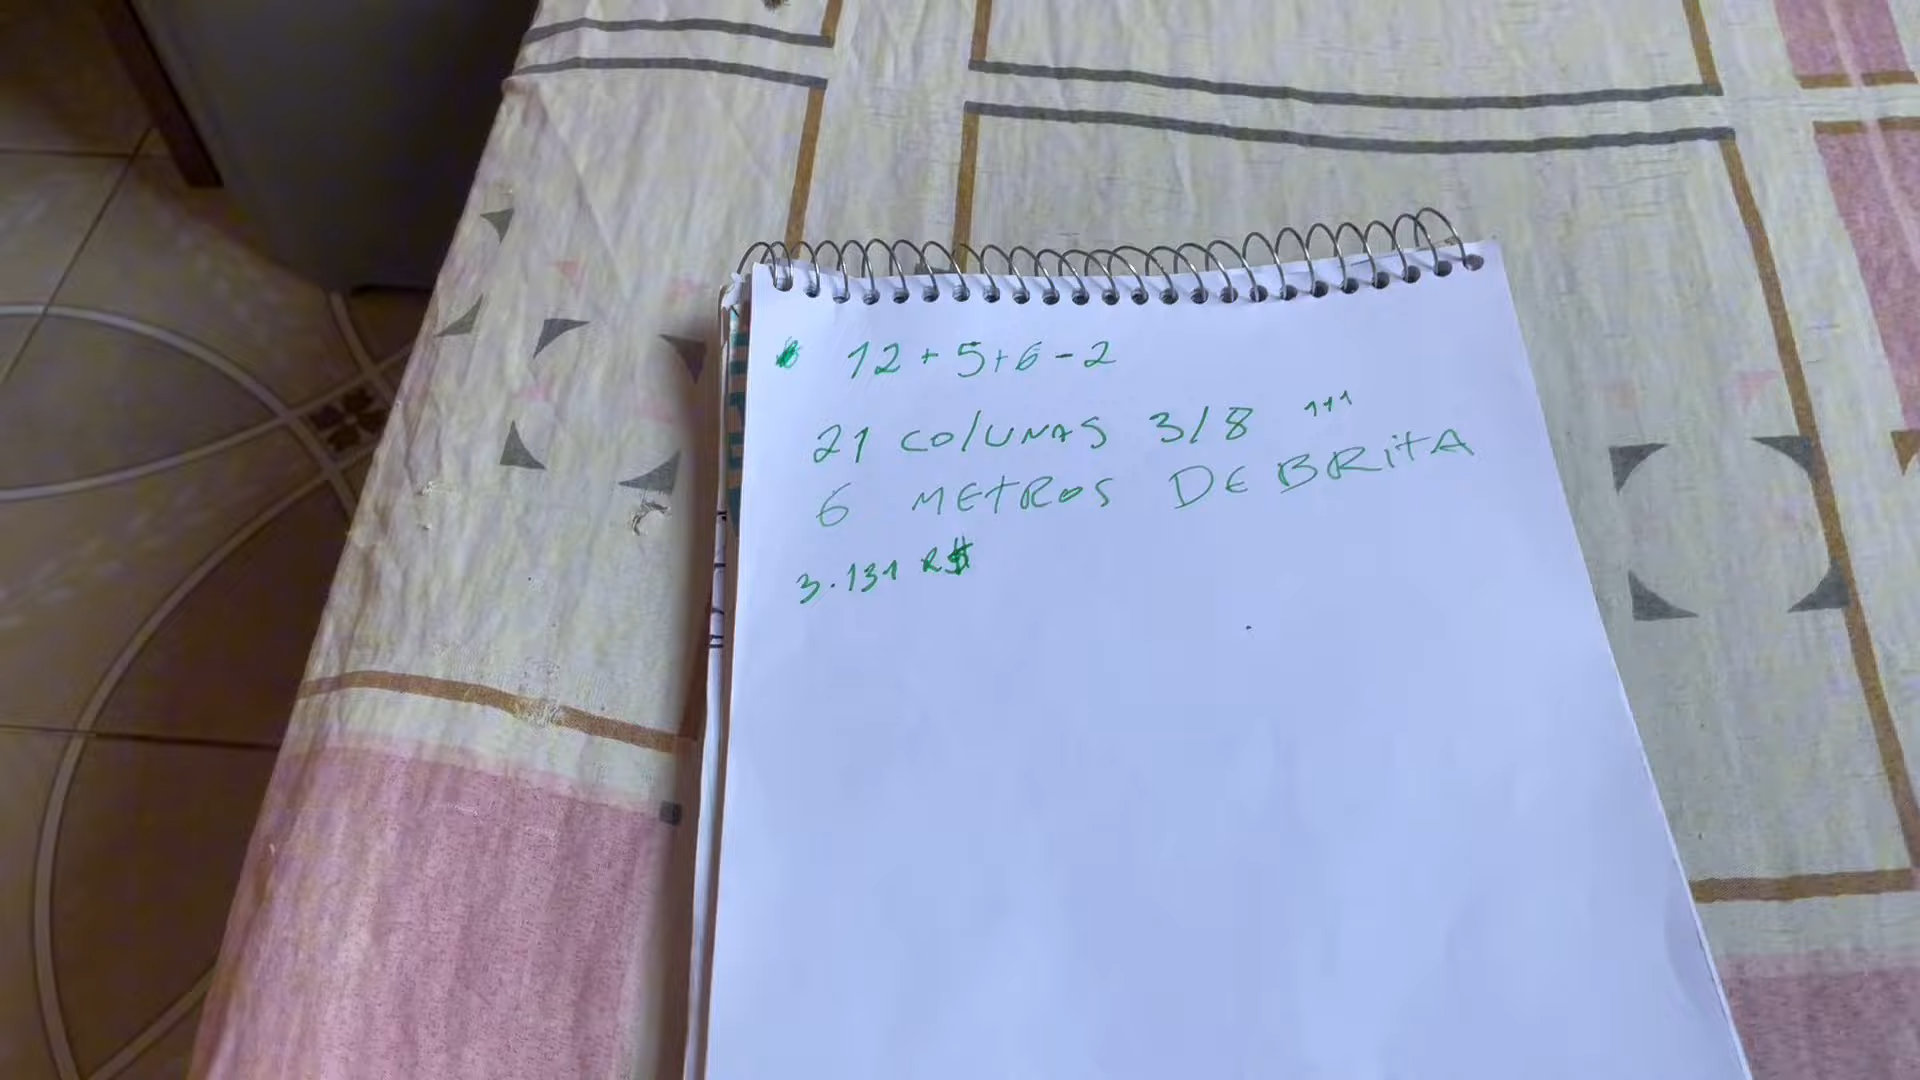 12 + 5 + 6 - 2
21 COLUNAS 3/8
6 METROS DE BRITA
3.131 R$